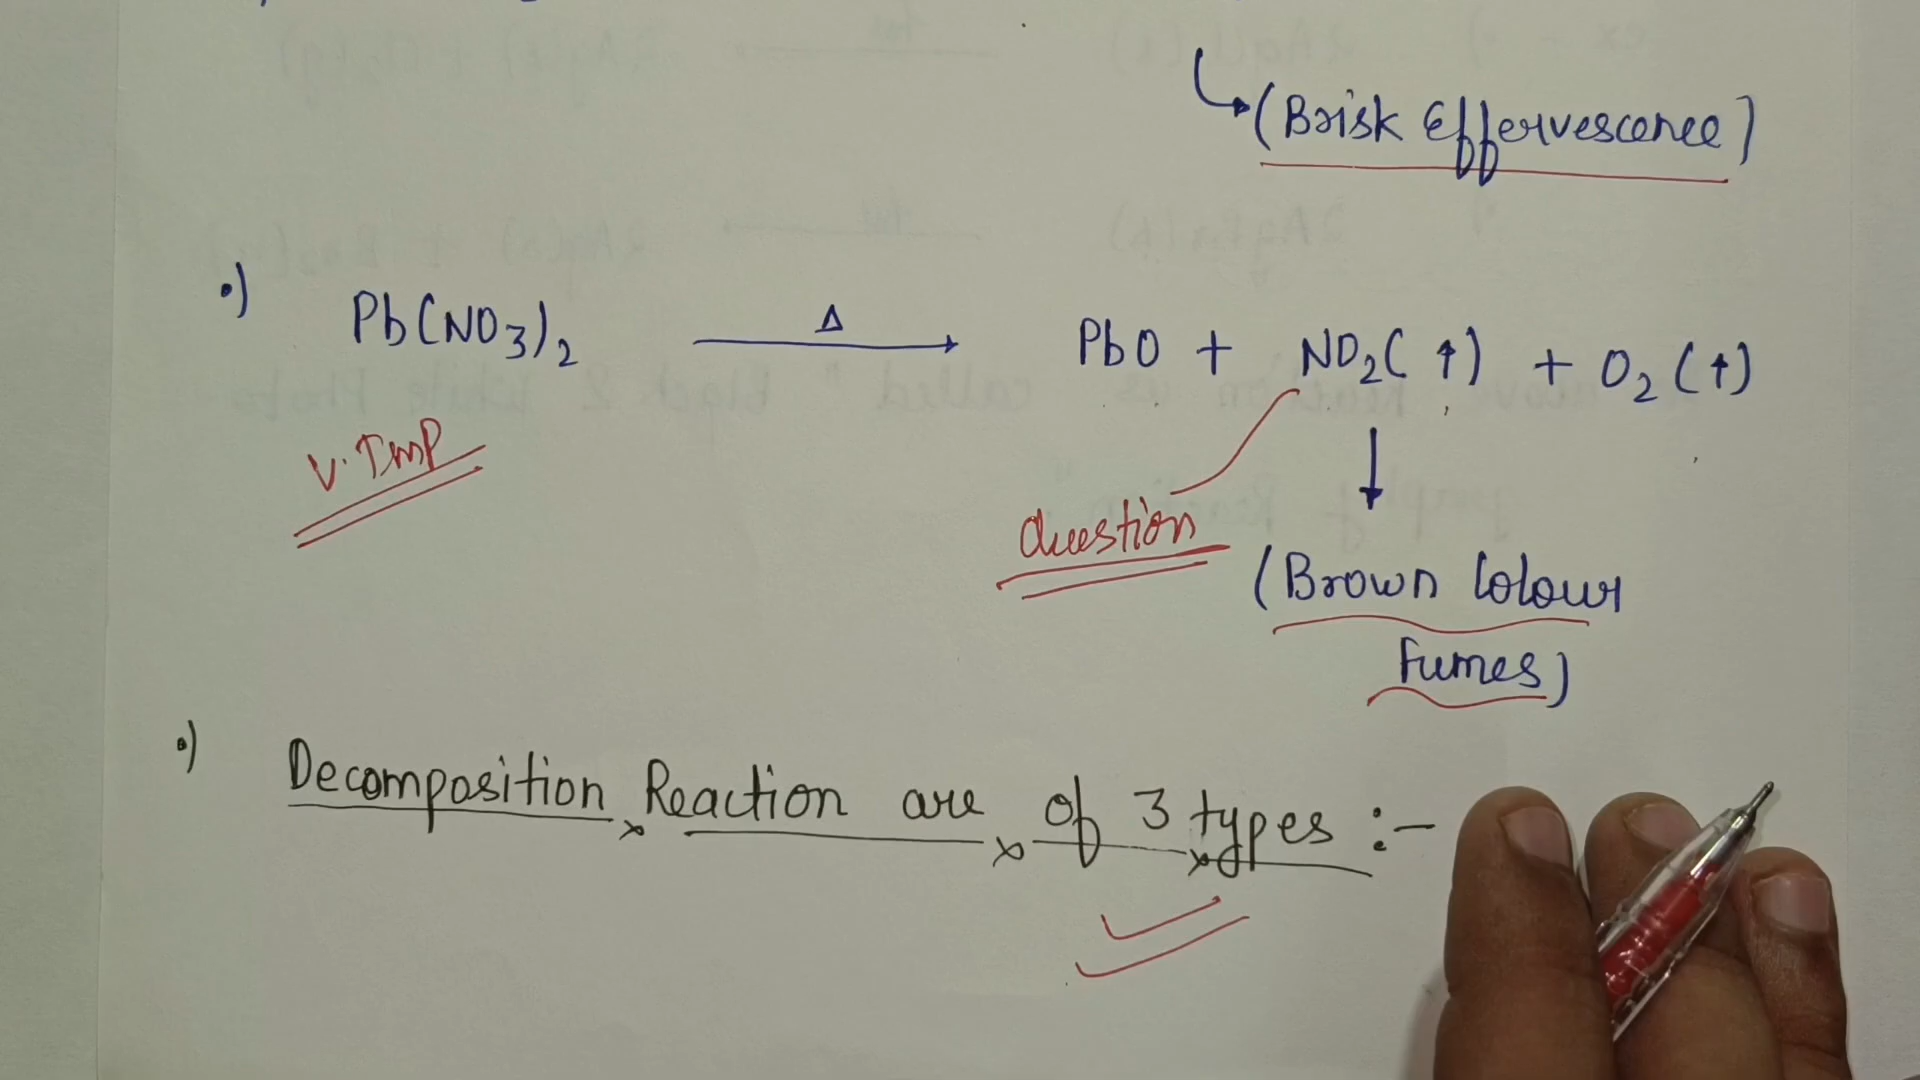 (Brisk Effervescence)
•) Pb(NO3)2 —Δ→ PbO + NO2(↑) + O2(↑)
V. Imp
Question
(Brown Colour
Fumes)
•) Decomposition Reaction are of 3 types :-